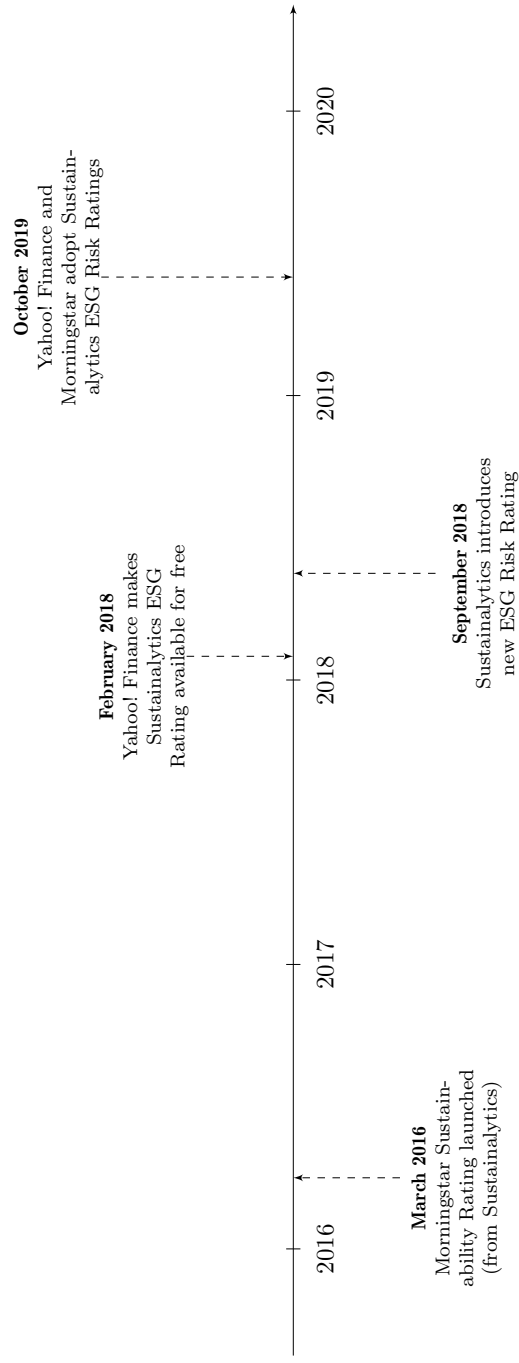 October 2019
Yahoo! Finance and
Morningstar adopt Sustain-
alytics ESG Risk Ratings
February 2018
Yahoo! Finance makes
Sustainalytics ESG
Rating available for free
2016
2017
2018
2019
2020
March 2016
Morningstar Sustain-
ability Rating launched
(from Sustainalytics)
September 2018
Sustainalytics introduces
new ESG Risk Rating